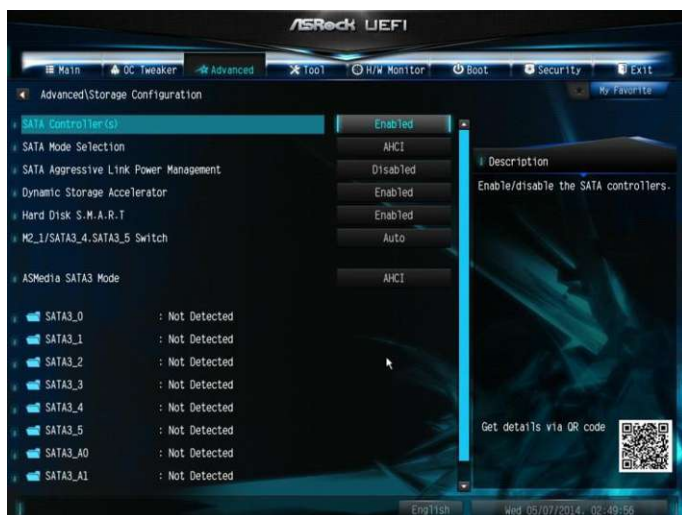 ASRock UEFI
Main OC Tweaker Advanced Tool H/W Monitor Boot Security Exit
Advanced\Storage Configuration
My Favorite
SATA Controller(s) Enabled
SATA Mode Selection AHCI
SATA Aggressive Link Power Management Disabled
Dynamic Storage Accelerator Enabled
Hard Disk S.M.A.R.T Enabled
M2_1/SATA3_4.SATA3_5 Switch Auto
ASMedia SATA3 Mode AHCI
SATA3_0 : Not Detected
SATA3_1 : Not Detected
SATA3_2 : Not Detected
SATA3_3 : Not Detected
SATA3_4 : Not Detected
SATA3_5 : Not Detected
SATA3_A0 : Not Detected
SATA3_A1 : Not Detected
Description
Enable/disable the SATA controllers.
Get details via QR code
English Wed 05/07/2014, 02:49:56